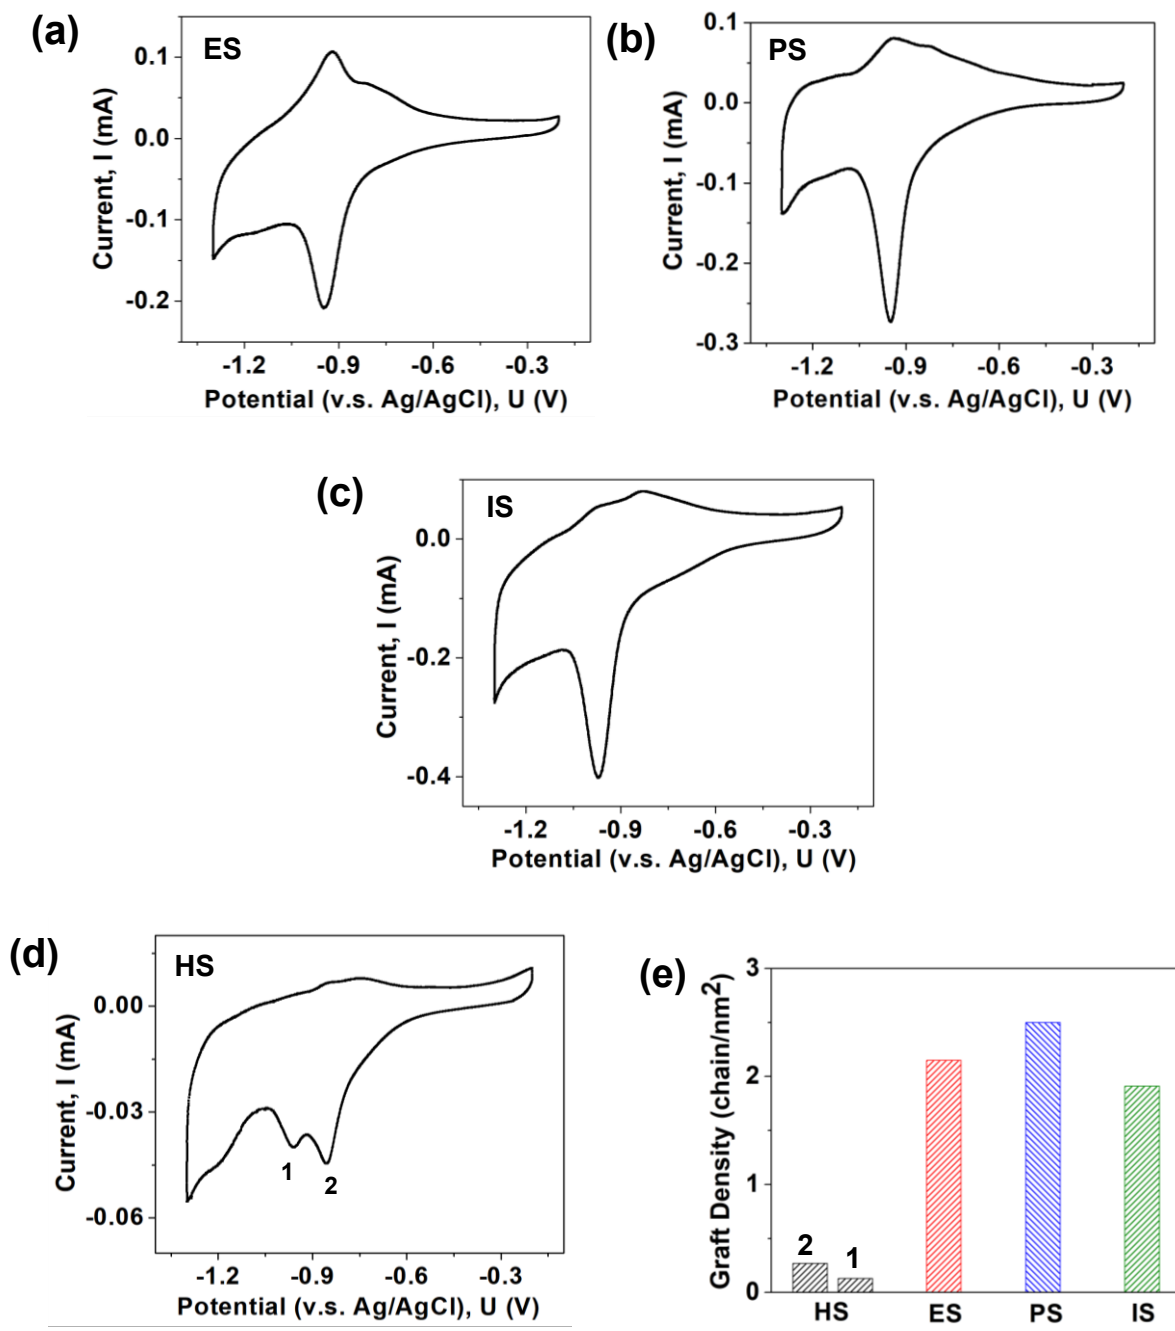 (a)
ES
0.1
0.0
-0.1
-0.2
Current, I (mA)
-1.2 -0.9 -0.6 -0.3
Potential (v.s. Ag/AgCl), U (V)
(b)
PS
0.1
0.0
-0.1
-0.2
-0.3
Current, I (mA)
-1.2 -0.9 -0.6 -0.3
Potential (v.s. Ag/AgCl), U (V)
(c)
IS
0.0
-0.2
-0.4
Current, I (mA)
-1.2 -0.9 -0.6 -0.3
Potential (v.s. Ag/AgCl), U (V)
(d)
HS
0.00
-0.03
-0.06
Current, I (mA)
1
2
-1.2 -0.9 -0.6 -0.3
Potential (v.s. Ag/AgCl), U (V)
(e)
3
2
1
0
Graft Density (chain/nm²)
2
1
HS ES PS IS